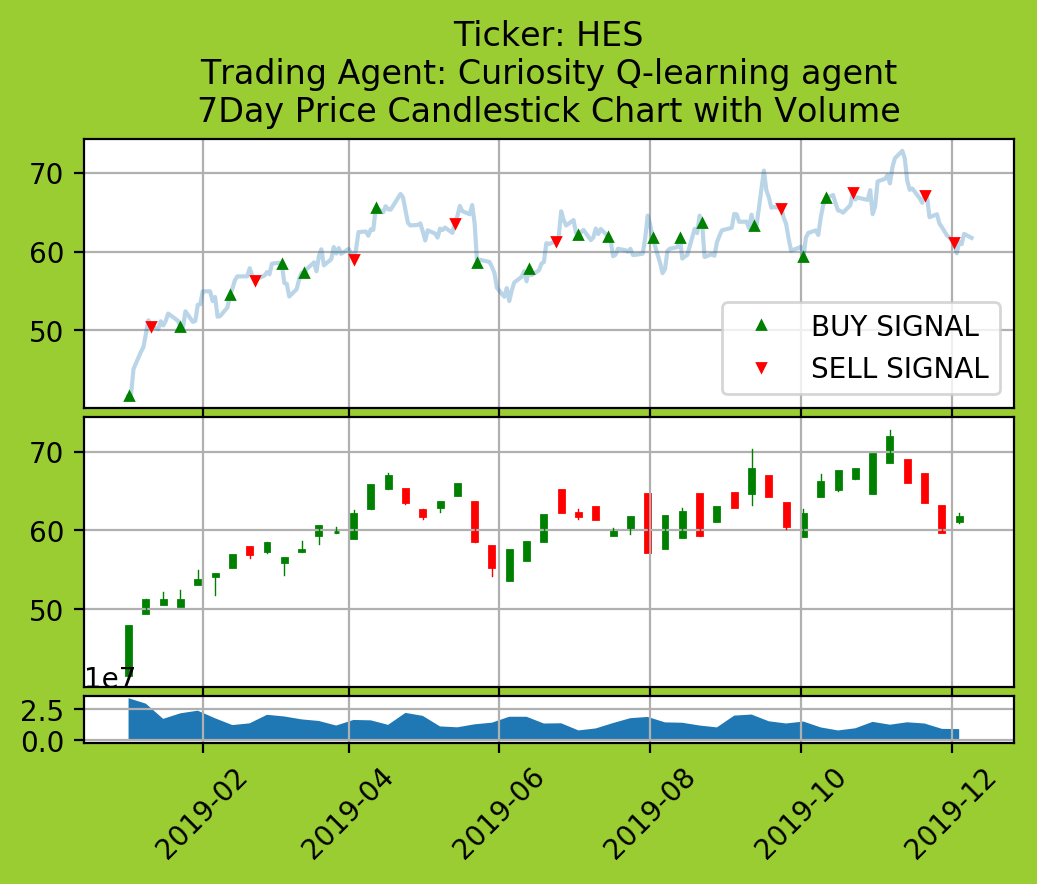 Ticker: HES
Trading Agent: Curiosity Q-learning agent
7Day Price Candlestick Chart with Volume
70
60
50
BUY SIGNAL
SELL SIGNAL
70
60
50
1e7
2.5
0.0
2019-02
2019-04
2019-06
2019-08
2019-10
2019-12